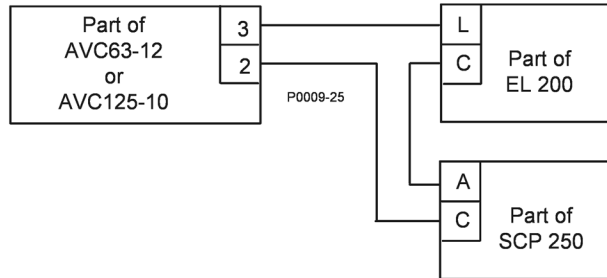 Part of
AVC63-12
or
AVC125-10
3
2
P0009-25
L
C
Part of
EL 200
A
C
Part of
SCP 250